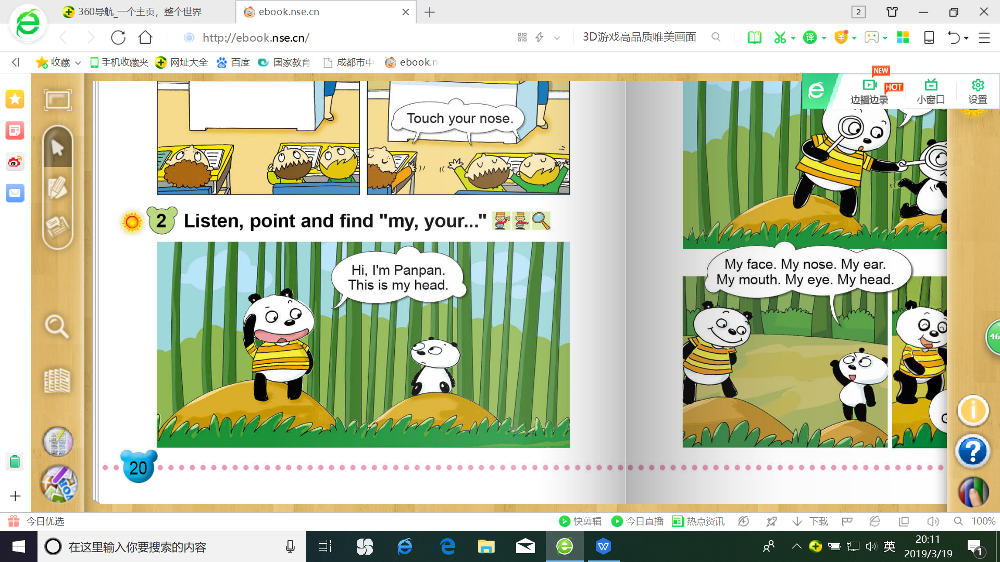 360导航_一个主页，整个世界
ebook.nse.cn
2
http://ebook.nse.cn/
3D游戏高品质唯美画面
译
收藏
手机收藏夹
网址大全
百度
国家教育
成都市中
ebook.n
NEW
HOT
边播边录
小窗口
设置
Touch your nose.
2 Listen, point and find "my, your..."
Hi, I'm Panpan.
This is my head.
My face. My nose. My ear.
My mouth. My eye. My head.
G
46
20
今日优选
快剪辑
今日直播
热点资讯
下载
100%
在这里输入你要搜索的内容
英
20:11
2019/3/19
1